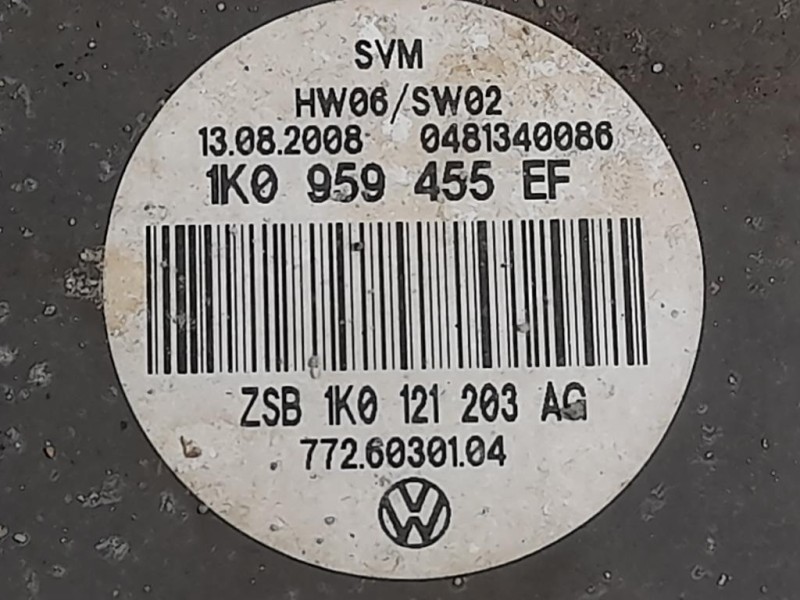 SVM
HW06/SW02
13.08.2008 0481340086
1K0 959 455 EF
ZSB 1K0 121 203 AG
772.60301.04